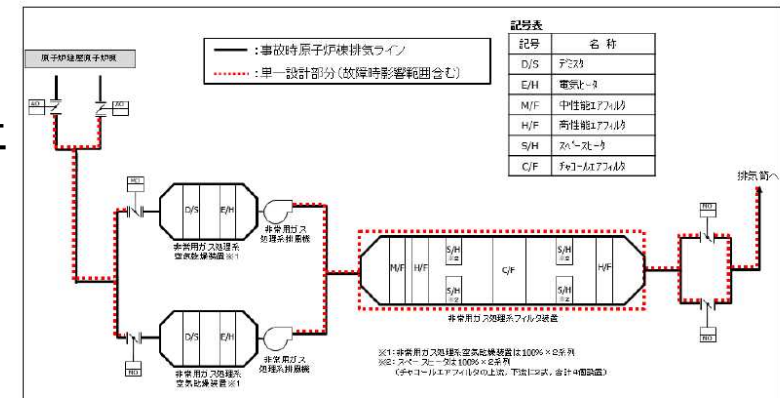 原子炉建屋原子炉棟
━━ :事故時原子炉棟排気ライン
:単一設計部分(故障時影響範囲含む)
記号表
記号 名 称
D/S デミスタ
E/H 電気ヒータ
M/F 中性能エアフィルタ
H/F 高性能エアフィルタ
S/H スペースヒータ
C/F チャコールエアフィルタ
AO
AO
排気筒へ
MO
MO
D/S
E/H
非常用ガス
処理系排風機
非常用ガス処理系
空気乾燥装置※1
M/F
H/F
S/H
※2
S/H
※2
C/F
S/H
※2
S/H
※2
H/F
非常用ガス処理系フィルタ装置
D/S
E/H
非常用ガス
処理系排風機
MO
MO
非常用ガス処理系
空気乾燥装置※1
※1:非常用ガス処理系空気乾燥装置は100%×2系列
※2:スペースヒータは100%×2系列
(チャコールエアフィルタの上流,下流に2式,合計4個設置)